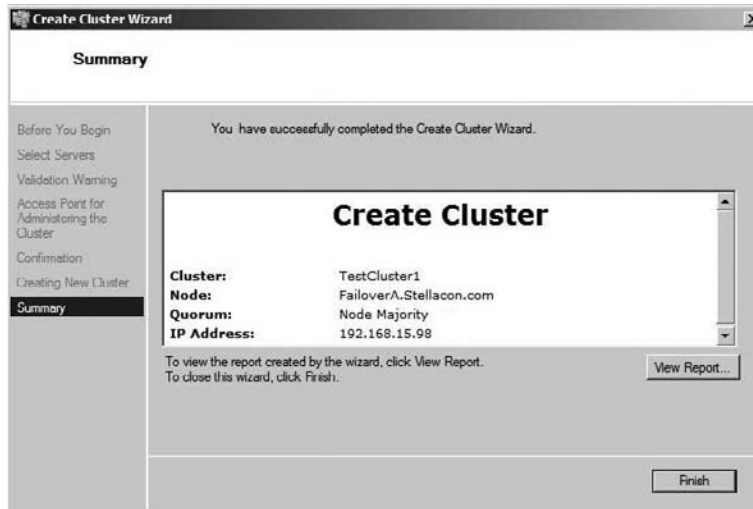 Create Cluster Wizard
Summary
Before You Begin
Select Servers
Validation Warning
Access Point for
Administering the
Cluster
Confirmation
Creating New Cluster
Summary
You have successfully completed the Create Cluster Wizard.
Create Cluster
Cluster: TestCluster1
Node: FailoverA.Stellacon.com
Quorum: Node Majority
IP Address: 192.168.15.98
To view the report created by the wizard, click View Report.
To close this wizard, click Finish.
View Report...
Finish